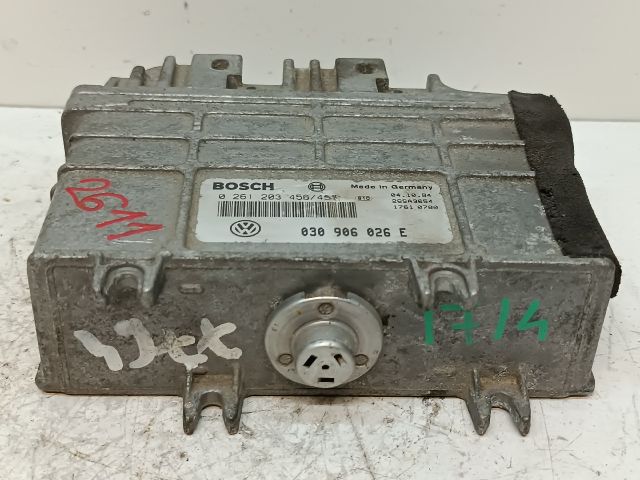 BOSCH Made in Germany
0 261 203 456/457 04.10.94
26SA3654
1761 0700
030 906 026 E
17/4